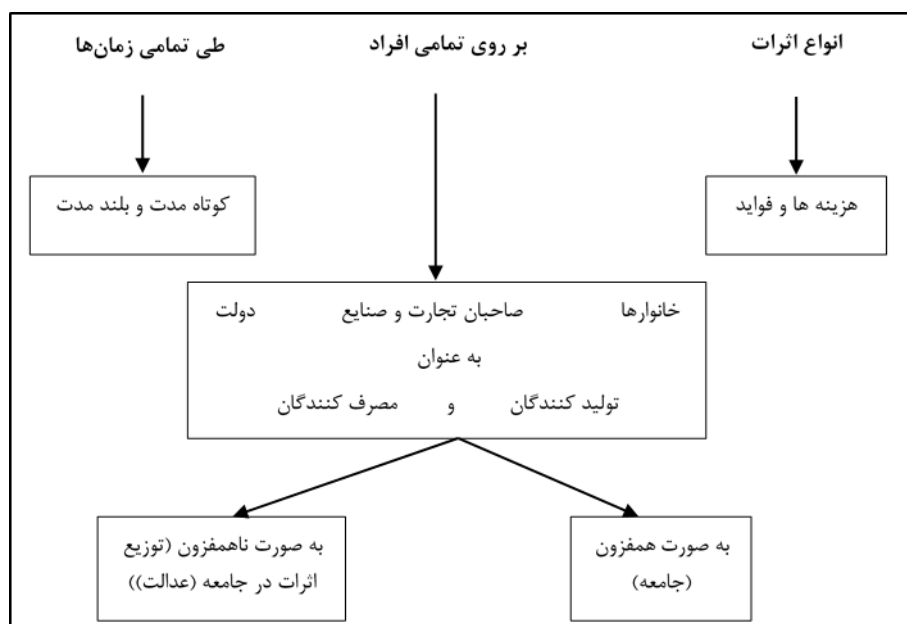 انواع اثرات
بر روی تمامی افراد
طی تمامی زمان‌ها
هزینه ها و فواید
کوتاه مدت و بلند مدت
خانوارها صاحبان تجارت و صنایع دولت
به عنوان
تولید کنندگان و مصرف کنندگان
به صورت همفزون
(جامعه)
به صورت ناهمفزون (توزیع
اثرات در جامعه (عدالت))